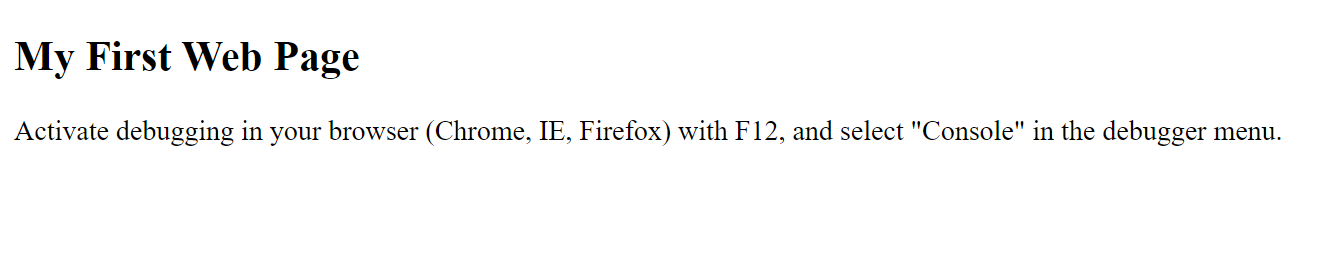 My First Web Page
Activate debugging in your browser (Chrome, IE, Firefox) with F12, and select "Console" in the debugger menu.